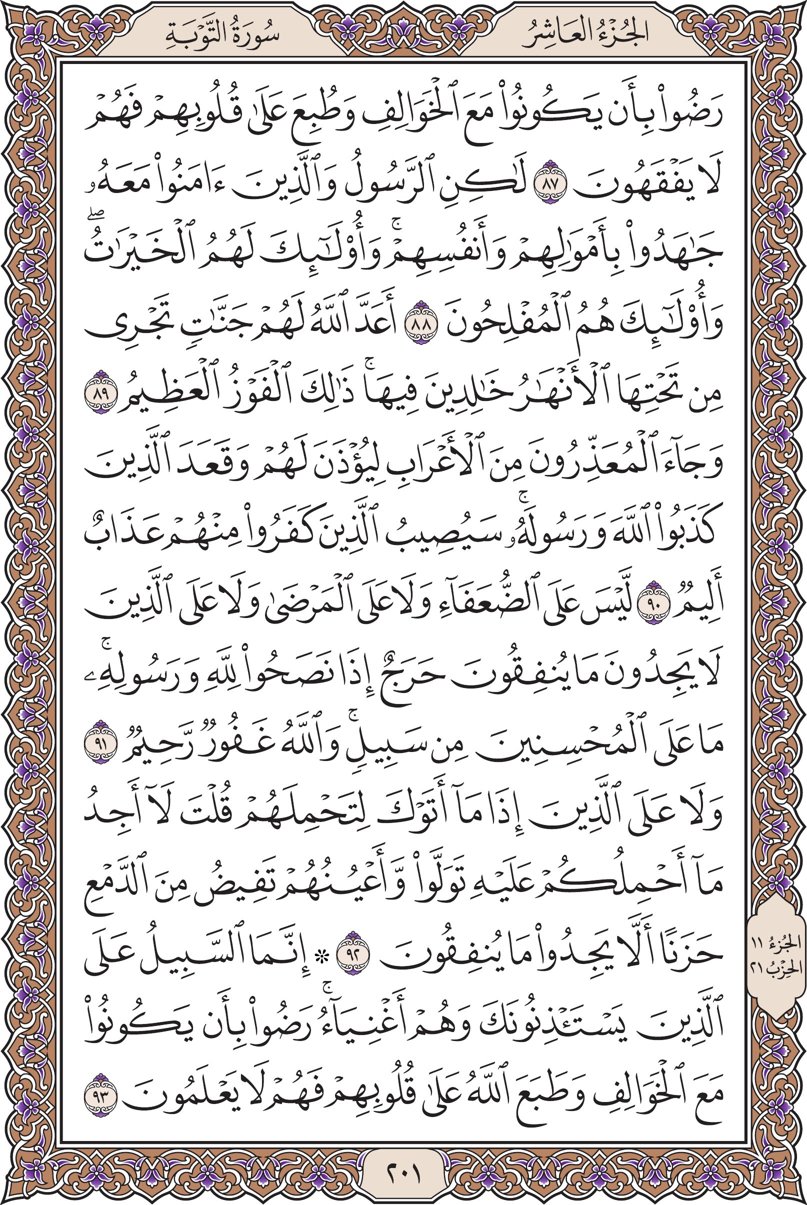 الجُزْءُ العَاشِرُ
سُورَةُ التَّوْبَةِ
رَضُواْ بِأَن يَكُونُواْ مَعَ ٱلْخَوَالِفِ وَطُبِعَ عَلَىٰ قُلُوبِهِمْ فَهُمْ
لَا يَفْقَهُونَ ٨٧ لَٰكِنِ ٱلرَّسُولُ وَٱلَّذِينَ ءَامَنُواْ مَعَهُۥ
جَٰهَدُواْ بِأَمْوَٰلِهِمْ وَأَنفُسِهِمْۚ وَأُوْلَٰٓئِكَ لَهُمُ ٱلْخَيْرَٰتُۖ
وَأُوْلَٰٓئِكَ هُمُ ٱلْمُفْلِحُونَ ٨٨ أَعَدَّ ٱللَّهُ لَهُمْ جَنَّٰتٍ تَجْرِى
مِن تَحْتِهَا ٱلْأَنْهَٰرُ خَٰلِدِينَ فِيهَاۚ ذَٰلِكَ ٱلْفَوْزُ ٱلْعَظِيمُ ٨٩
وَجَآءَ ٱلْمُعَذِّرُونَ مِنَ ٱلْأَعْرَابِ لِيُؤْذَنَ لَهُمْ وَقَعَدَ ٱلَّذِينَ
كَذَبُواْ ٱللَّهَ وَرَسُولَهُۥۚ سَيُصِيبُ ٱلَّذِينَ كَفَرُواْ مِنْهُمْ عَذَابٌ
أَلِيمٌ ٩٠ لَّيْسَ عَلَى ٱلضُّعَفَآءِ وَلَا عَلَى ٱلْمَرْضَىٰ وَلَا عَلَى ٱلَّذِينَ
لَا يَجِدُونَ مَا يُنفِقُونَ حَرَجٌ إِذَا نَصَحُواْ لِلَّهِ وَرَسُولِهِۦۚ
مَا عَلَى ٱلْمُحْسِنِينَ مِن سَبِيلٍۚ وَٱللَّهُ غَفُورٌ رَّحِيمٌ ٩١
وَلَا عَلَى ٱلَّذِينَ إِذَا مَآ أَتَوْكَ لِتَحْمِلَهُمْ قُلْتَ لَآ أَجِدُ
مَآ أَحْمِلُكُمْ عَلَيْهِ تَوَلَّواْ وَّأَعْيُنُهُمْ تَفِيضُ مِنَ ٱلدَّمْعِ
حَزَنًا أَلَّا يَجِدُواْ مَا يُنفِقُونَ ٩٢ * إِنَّمَا ٱلسَّبِيلُ عَلَى
ٱلَّذِينَ يَسْتَـْٔذِنُونَكَ وَهُمْ أَغْنِيَآءُۚ رَضُواْ بِأَن يَكُونُواْ
مَعَ ٱلْخَوَالِفِ وَطَبَعَ ٱللَّهُ عَلَىٰ قُلُوبِهِمْ فَهُمْ لَا يَعْلَمُونَ ٩٣
الجُزْءُ ١١
الحِزْبُ ٢١
٢٠١